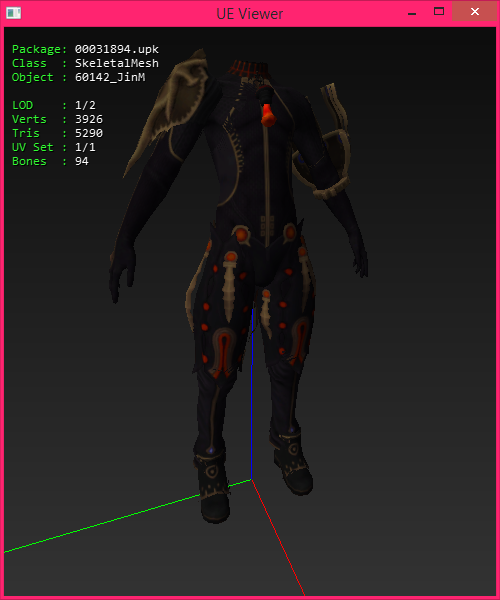 UE Viewer
Package: 00031894.upk
Class  : SkeletalMesh
Object : 60142_JinM
LOD    : 1/2
Verts  : 3926
Tris   : 5290
UV Set : 1/1
Bones  : 94